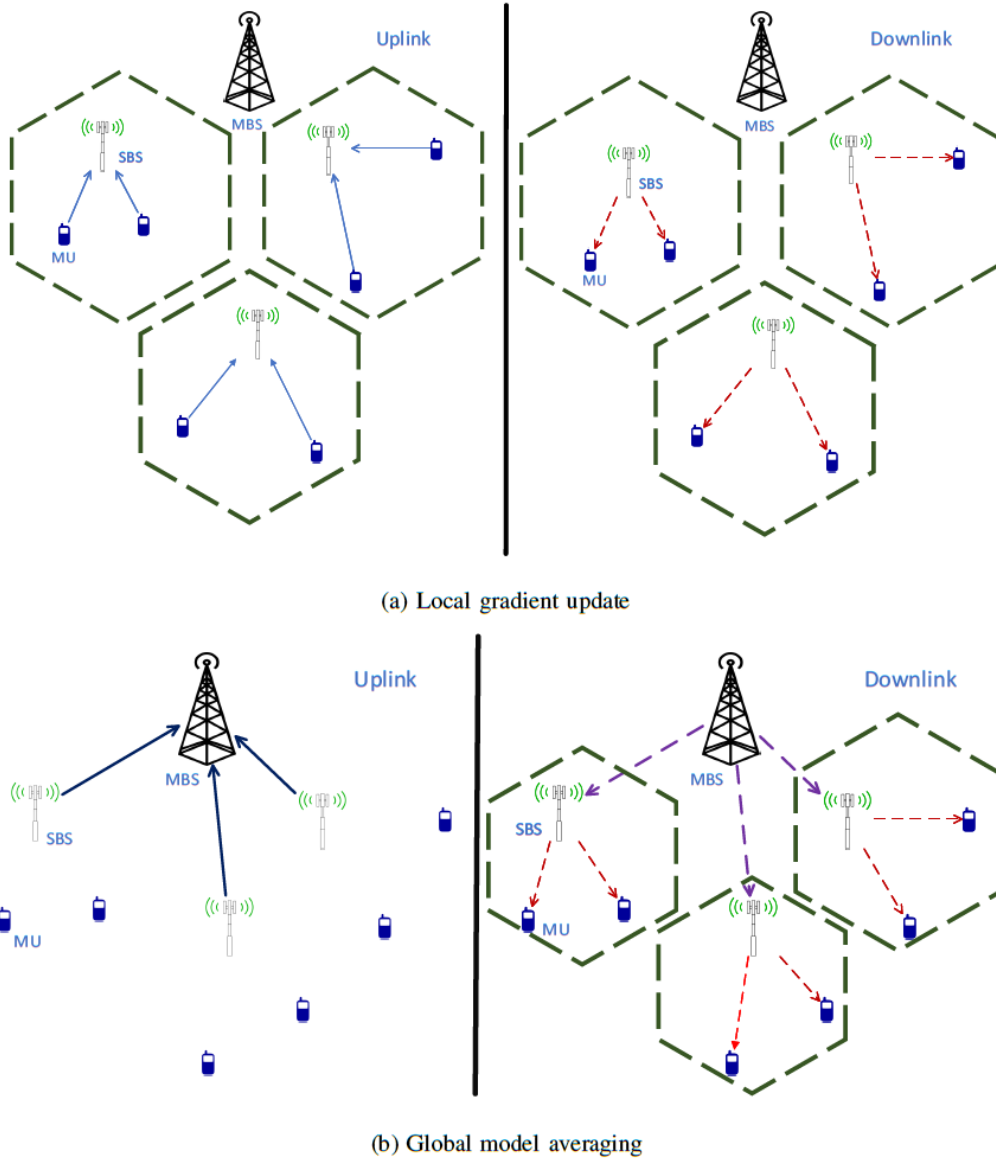 Uplink
Downlink
MBS
MBS
SBS
SBS
MU
MU
(a) Local gradient update
Uplink
Downlink
MBS
MBS
SBS
SBS
MU
MU
(b) Global model averaging